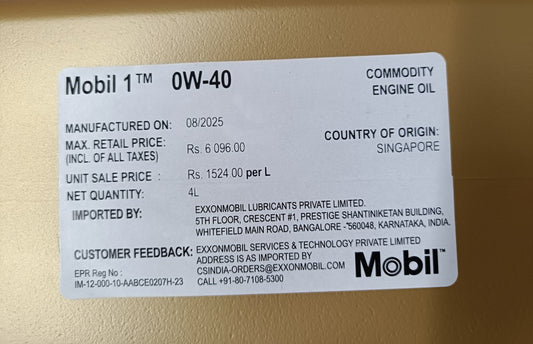 Mobil 1™ 0W-40
COMMODITY
ENGINE OIL
MANUFACTURED ON: 08/2025
MAX. RETAIL PRICE: Rs. 6 096.00
(INCL. OF ALL TAXES)
COUNTRY OF ORIGIN:
SINGAPORE
UNIT SALE PRICE : Rs. 1524.00 per L
NET QUANTITY: 4L
IMPORTED BY: EXXONMOBIL LUBRICANTS PRIVATE LIMITED.
5TH FLOOR, CRESCENT #1, PRESTIGE SHANTINIKETAN BUILDING,
WHITEFIELD MAIN ROAD, BANGALORE -"560048, KARNATAKA, INDIA.
CUSTOMER FEEDBACK: EXXONMOBIL SERVICES & TECHNOLOGY PRIVATE LIMITED
ADDRESS IS AS IMPORTED BY
CSINDIA-ORDERS@EXXONMOBIL.COM
CALL +91-80-7108-5300
EPR Reg No :
IM-12-000-10-AABCE0207H-23
Mobil™